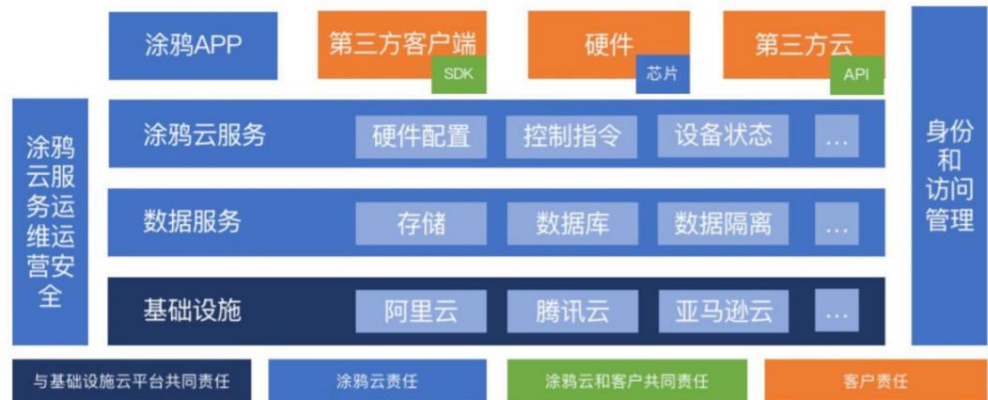 涂鸦APP
第三方客户端
SDK
硬件
芯片
第三方云
API
涂鸦
云服
务运
维运
营安
全
涂鸦云服务
硬件配置
控制指令
设备状态
...
数据服务
存储
数据库
数据隔离
...
基础设施
阿里云
腾讯云
亚马逊云
...
身份
和
访问
管理
与基础设施云平台共同责任
涂鸦云责任
涂鸦云和客户共同责任
客户责任